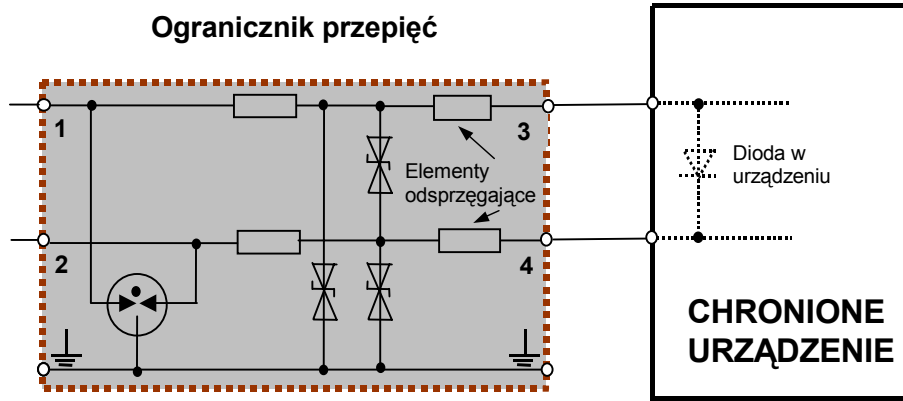 Ogranicznik przepięć
1
3
Elementy
odsprzęgające
Dioda w
urządzeniu
2
4
CHRONIONE
URZĄDZENIE